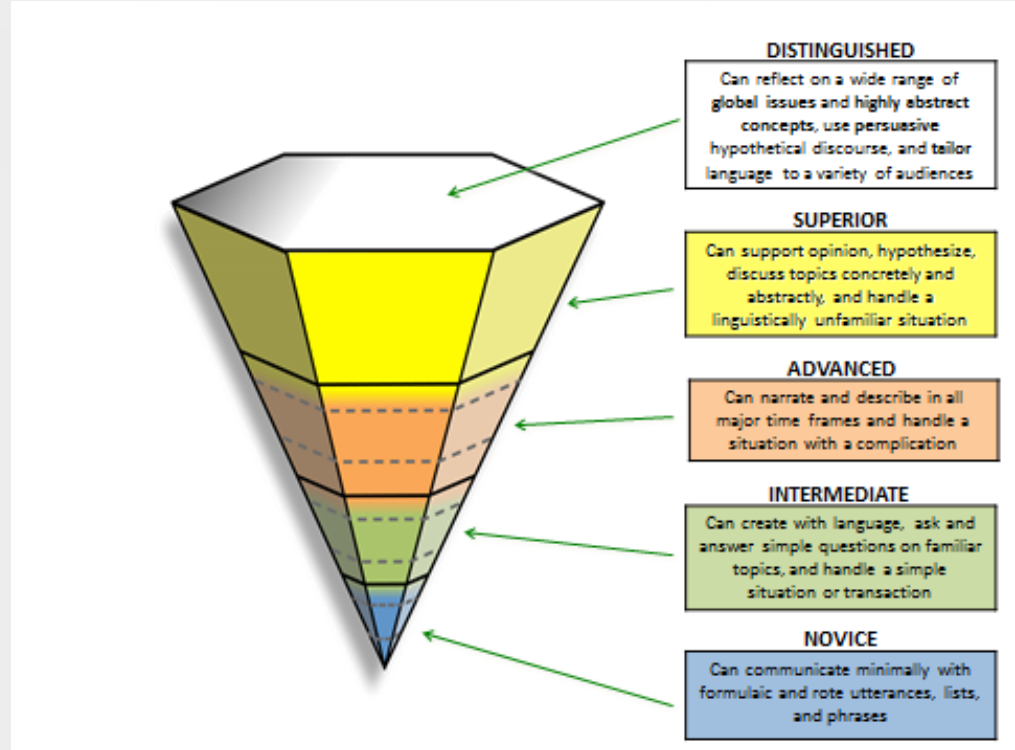 DISTINGUISHED
Can reflect on a wide range of
global issues and highly abstract
concepts, use persuasive
hypothetical discourse, and tailor
language to a variety of audiences
SUPERIOR
Can support opinion, hypothesize,
discuss topics concretely and
abstractly, and handle a
linguistically unfamiliar situation
ADVANCED
Can narrate and describe in all
major time frames and handle a
situation with a complication
INTERMEDIATE
Can create with language, ask and
answer simple questions on familiar
topics, and handle a simple
situation or transaction
NOVICE
Can communicate minimally with
formulaic and rote utterances, lists,
and phrases